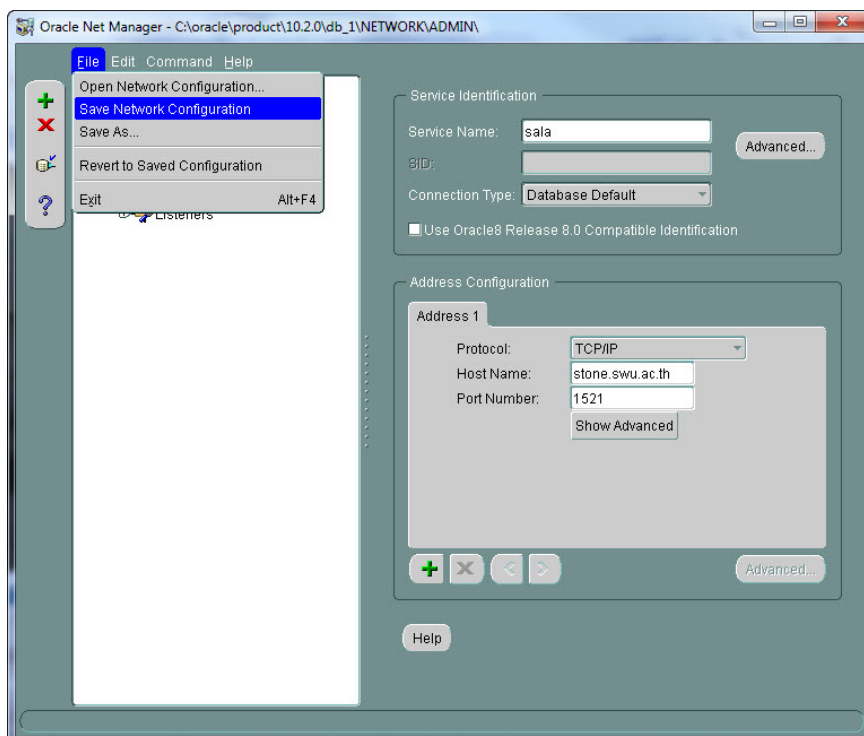 Oracle Net Manager - C:\oracle\product\10.2.0\db_1\NETWORK\ADMIN\
File Edit Command Help
Open Network Configuration...
Save Network Configuration
Save As...
Revert to Saved Configuration
Exit Alt+F4
Listeners
Service Identification
Service Name: sala
Advanced...
SID:
Connection Type: Database Default
Use Oracle8 Release 8.0 Compatible Identification
Address Configuration
Address 1
Protocol: TCP/IP
Host Name: stone.swu.ac.th
Port Number: 1521
Show Advanced
Advanced...
Help